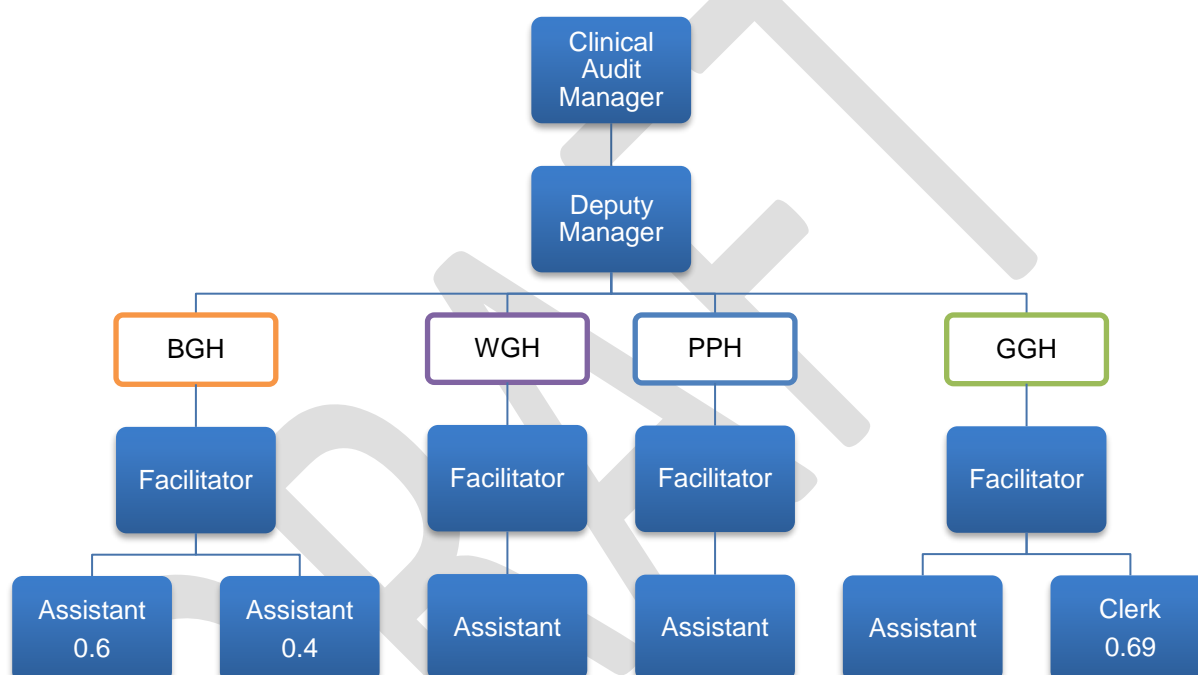 Clinical
Audit
Manager
Deputy
Manager
BGH
WGH
PPH
GGH
Facilitator
Facilitator
Facilitator
Facilitator
Assistant
0.6
Assistant
0.4
Assistant
Assistant
Assistant
Clerk
0.69
DRAFT